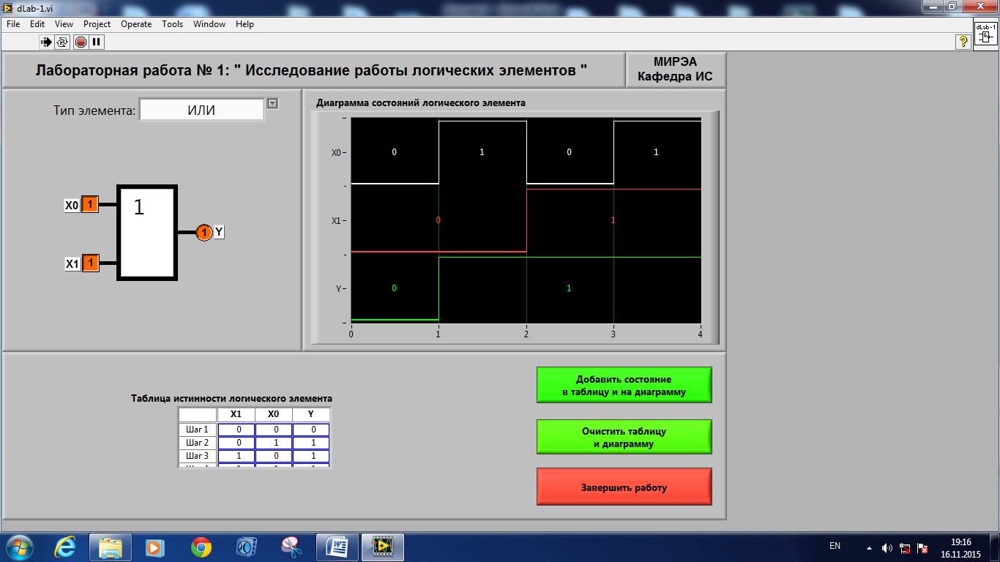 dLab-1.vi
File Edit View Project Operate Tools Window Help
dLab-1
Лабораторная работа № 1: " Исследование работы логических элементов "
МИРЭА
Кафедра ИС
Тип элемента: ИЛИ
X0 1
1
1 Y
X1 1
Диаграмма состояний логического элемента
X0 0 1 0 1
X1 0 1
Y 0 1
0 1 2 3 4
Таблица истинности логического элемента
X1 X0 Y
Шаг 1 0 0 0
Шаг 2 0 1 1
Шаг 3 1 0 1
Добавить состояние
в таблицу и на диаграмму
Очистить таблицу
и диаграмму
Завершить работу
EN
19:16
16.11.2015